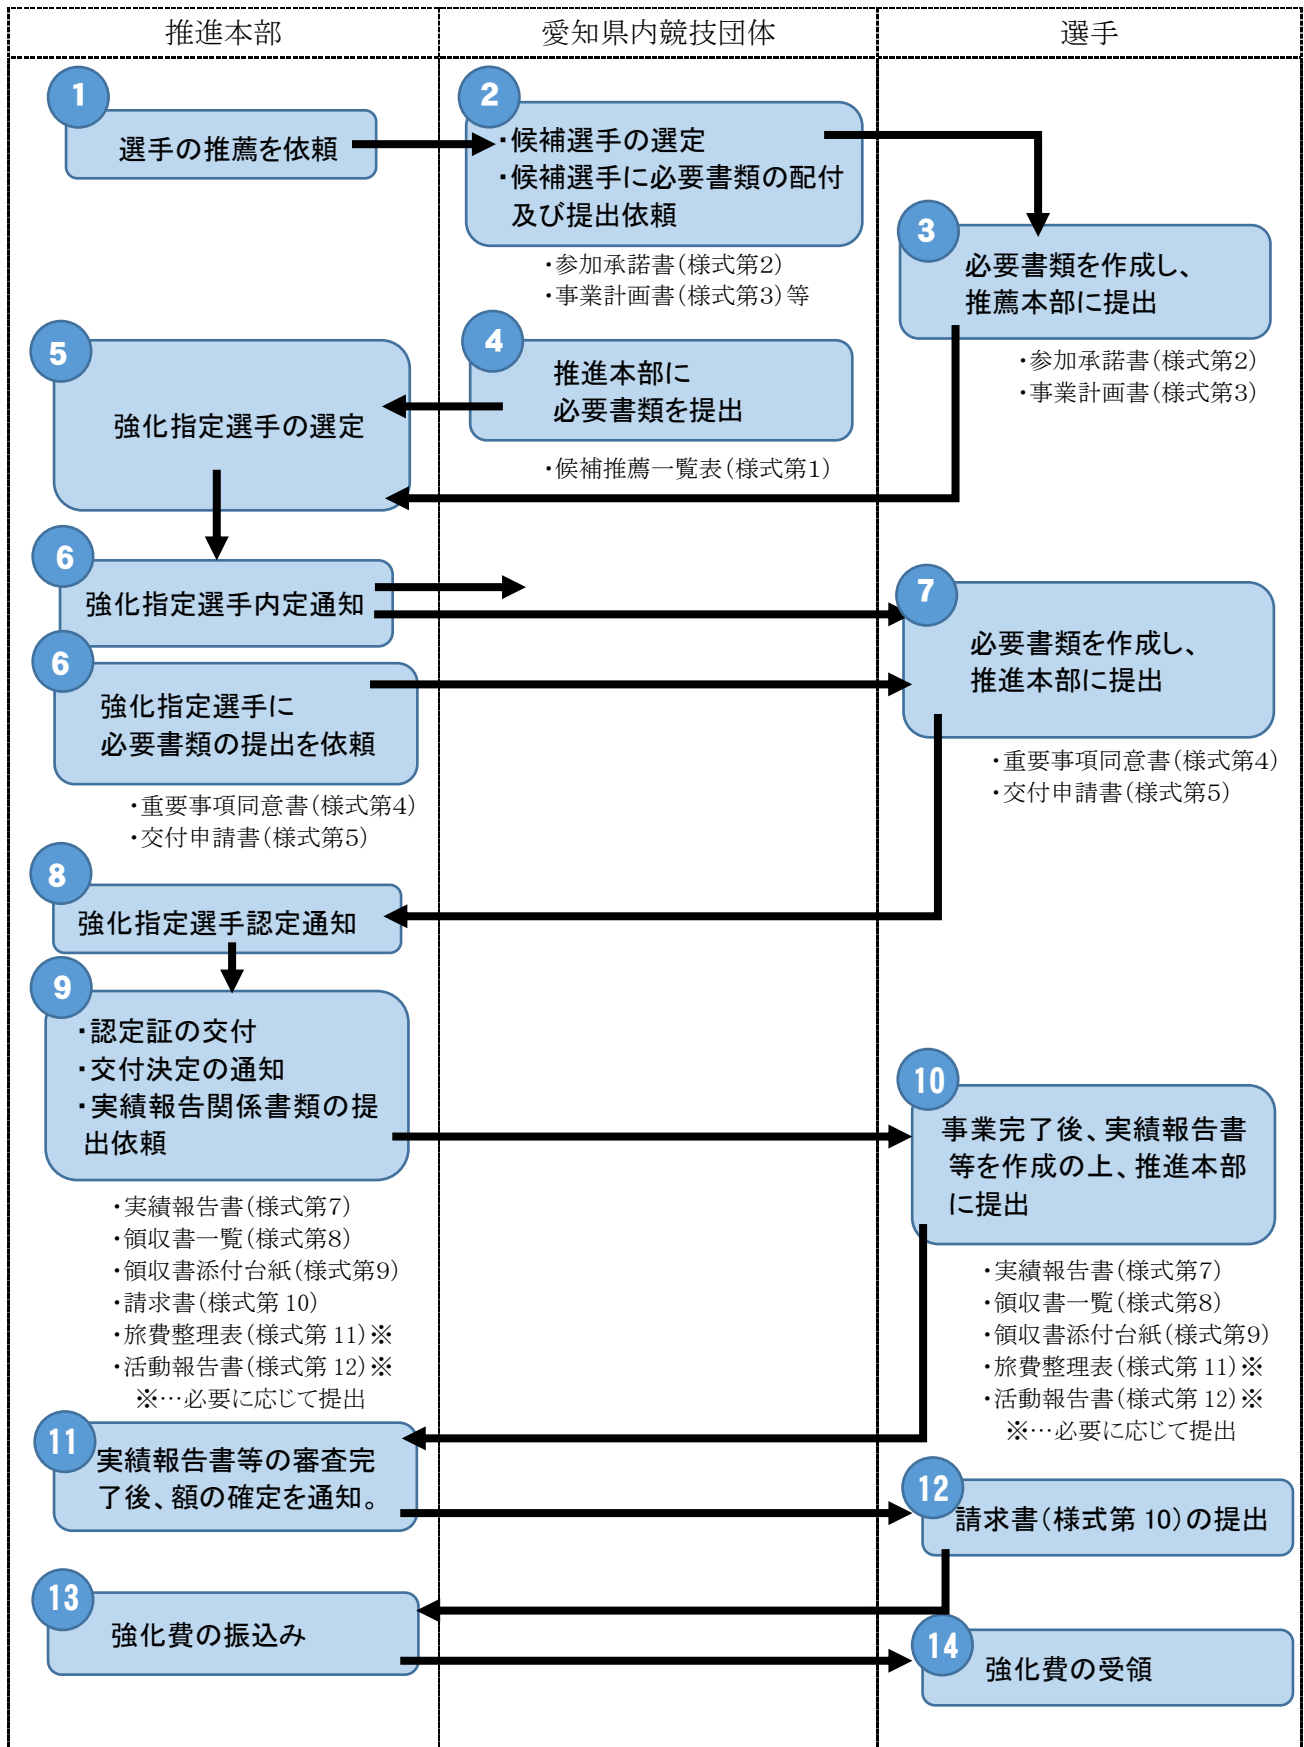 推進本部
愛知県内競技団体
選手
1
選手の推薦を依頼
2
・候補選手の選定
・候補選手に必要書類の配付
及び提出依頼
・参加承諾書(様式第2)
・事業計画書(様式第3)等
3
必要書類を作成し、
推薦本部に提出
・参加承諾書(様式第2)
・事業計画書(様式第3)
4
推進本部に
必要書類を提出
・候補推薦一覧表(様式第1)
5
強化指定選手の選定
6
強化指定選手内定通知
6
強化指定選手に
必要書類の提出を依頼
・重要事項同意書(様式第4)
・交付申請書(様式第5)
7
必要書類を作成し、
推進本部に提出
・重要事項同意書(様式第4)
・交付申請書(様式第5)
8
強化指定選手認定通知
9
・認定証の交付
・交付決定の通知
・実績報告関係書類の提
出依頼
・実績報告書(様式第7)
・領収書一覧(様式第8)
・領収書添付台紙(様式第9)
・請求書(様式第 10)
・旅費整理表(様式第 11)※
・活動報告書(様式第 12)※
※…必要に応じて提出
10
事業完了後、実績報告書
等を作成の上、推進本部
に提出
・実績報告書(様式第7)
・領収書一覧(様式第8)
・領収書添付台紙(様式第9)
・旅費整理表(様式第 11)※
・活動報告書(様式第 12)※
※…必要に応じて提出
11
実績報告書等の審査完
了後、額の確定を通知。
12
請求書(様式第 10)の提出
13
強化費の振込み
14
強化費の受領